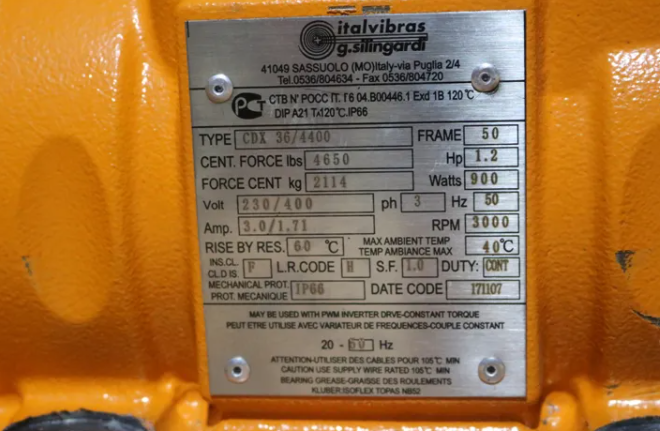 italvibras
g.silingardi
41049 SASSUOLO (MO)Italy-via Puglia 2/4
Tel.0536/804634 - Fax 0536/804720
CTB N° POCC IT. Гб 04.B00446.1 Exd 1B 120 °C
DIP A21 TA120°C.IP66
TYPE CDX 36/4400 FRAME 50
CENT. FORCE lbs 4650 Hp 1.2
FORCE CENT kg 2114 Watts 900
Volt 230/400 ph 3 Hz 50
Amp. 3.0/1.71 RPM 3000
RISE BY RES. 60 °C MAX AMBIENT TEMP TEMP AMBIANCE MAX 40°C
INS.CL. CL.D IS. F L.R.CODE H S.F. 1.0 DUTY: CONT
MECHANICAL PROT. PROT. MECANIQUE IP66 DATE CODE 171107
MAY BE USED WITH PWM INVERTER DRVE-CONSTANT TORQUE
PEUT ETRE UTILISE AVEC VARIATEUR DE FREQUENCES-COUPLE CONSTANT
20 - Hz
ATTENTION-UTILISER DES CABLES POUR 105°C MIN
CAUTION USE SUPPLY WIRE RATED 105°C MIN
BEARING GREASE-GRAISSE DES ROULEMENTS
KLUBER:ISOFLEX TOPAS NB52